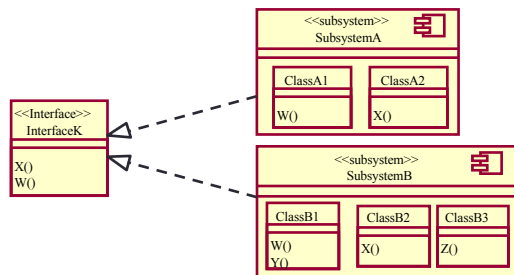 <<subsystem>>
SubsystemA
ClassA1
W()
ClassA2
X()
<<Interface>>
InterfaceK
X()
W()
<<subsystem>>
SubsystemB
ClassB1
W()
Y()
ClassB2
X()
ClassB3
Z()